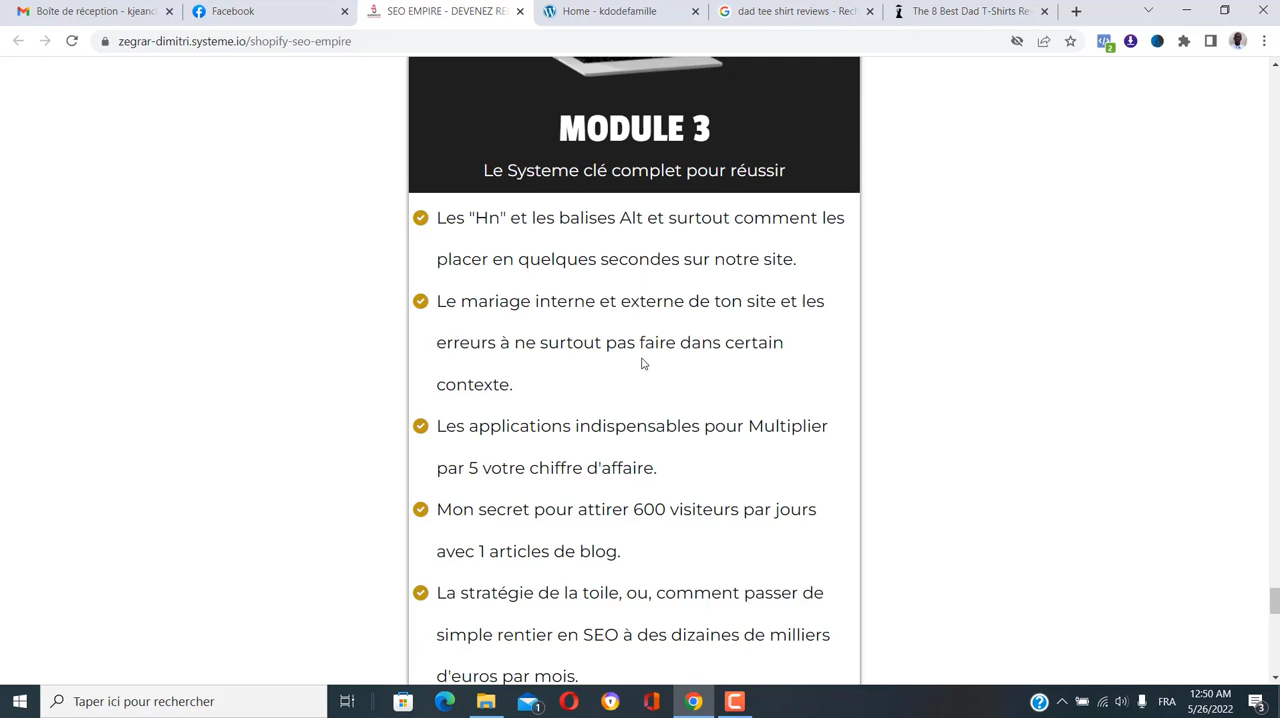 Boîte de réception - kjeanci
Facebook
SEO EMPIRE - DEVENEZ RE
Home - kdodefamille
dad tee shirt reviews - Rech
The 8 Best Dad T-Shirts Rev
zegrar-dimitri.systeme.io/shopify-seo-empire
2
MODULE 3
Le Systeme clé complet pour réussir
Les "Hn" et les balises Alt et surtout comment les
placer en quelques secondes sur notre site.
Le mariage interne et externe de ton site et les
erreurs à ne surtout pas faire dans certain
contexte.
Les applications indispensables pour Multiplier
par 5 votre chiffre d'affaire.
Mon secret pour attirer 600 visiteurs par jours
avec 1 articles de blog.
La stratégie de la toile, ou, comment passer de
simple rentier en SEO à des dizaines de milliers
d'euros par mois.
Taper ici pour rechercher
1
FRA
12:50 AM
5/26/2022
3